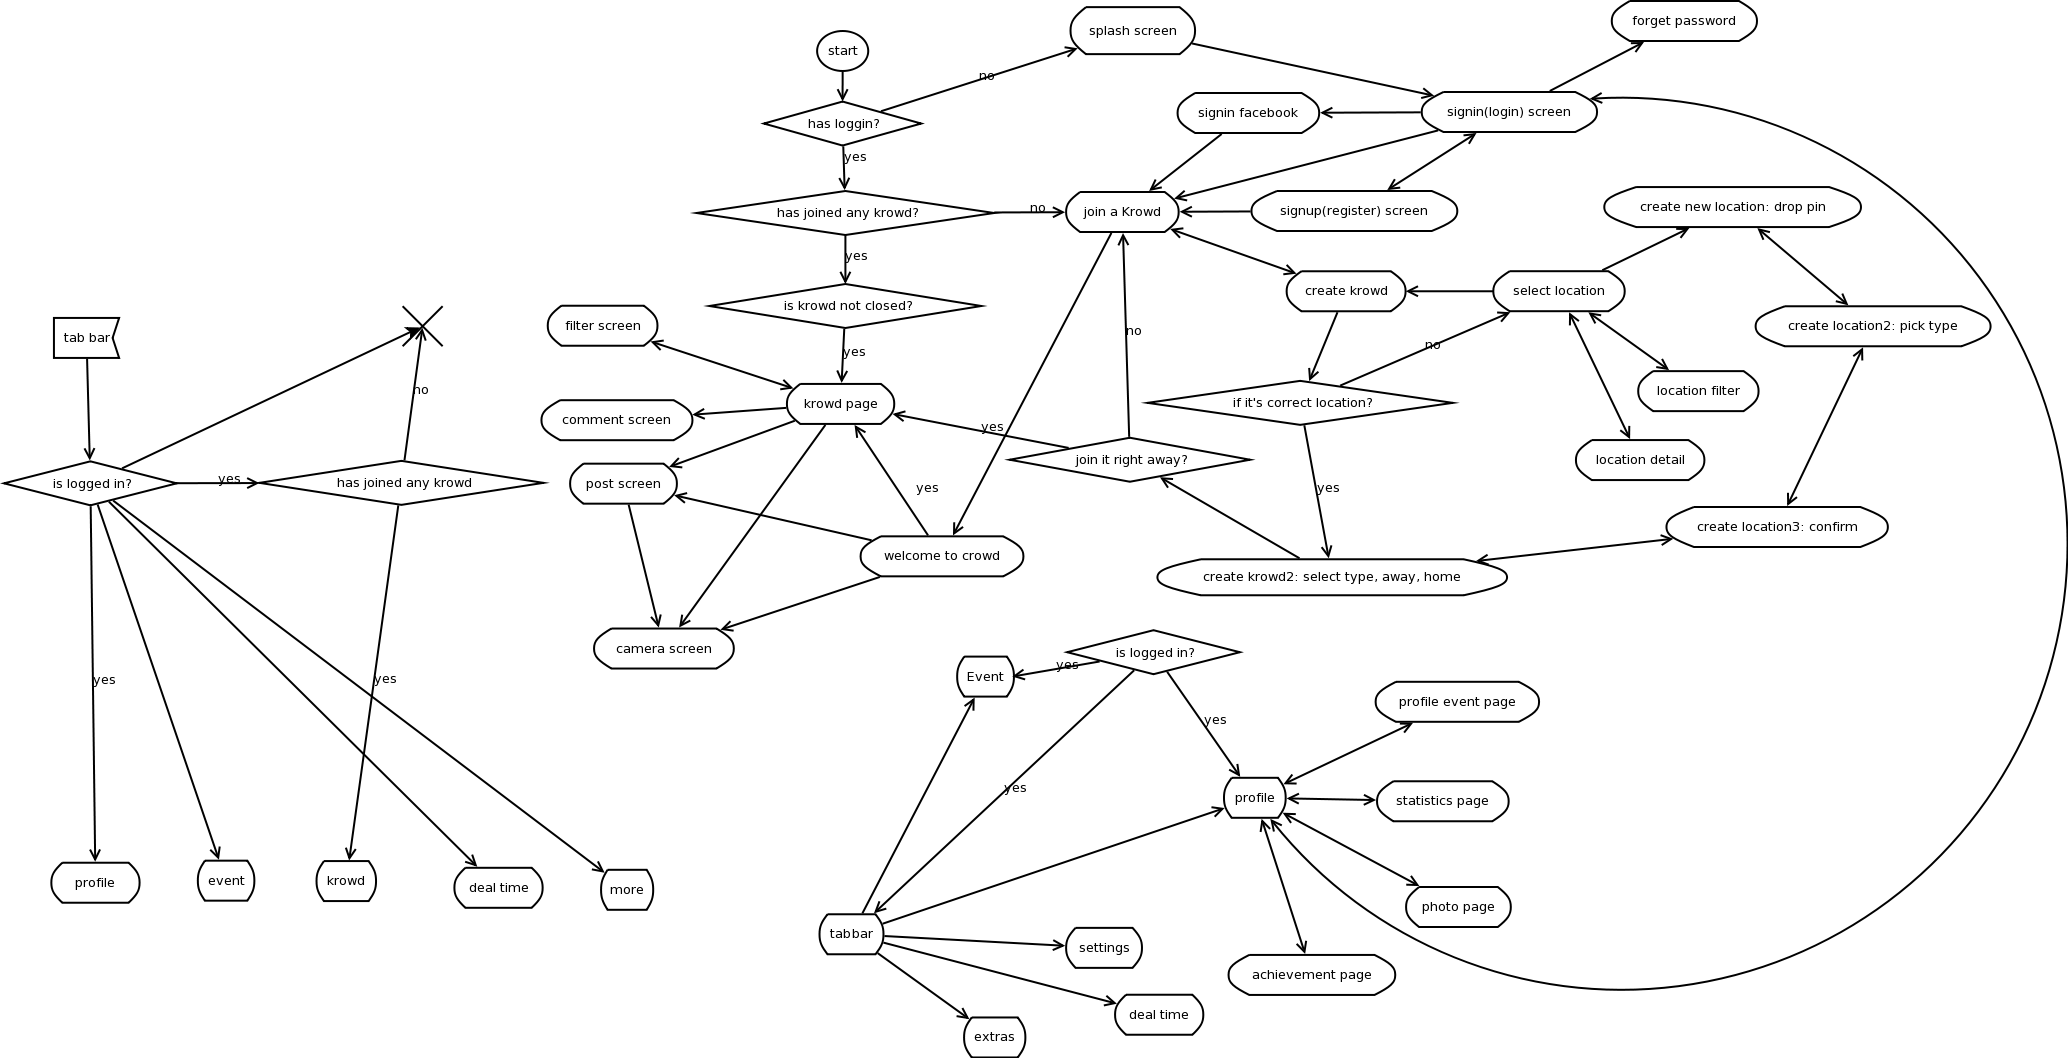 forget password
splash screen
start
no
signin facebook
signin(login) screen
has loggin?
yes
create new location: drop pin
has joined any krowd?
no
join a Krowd
signup(register) screen
yes
create krowd
select location
is krowd not closed?
filter screen
create location2: pick type
tab bar
no
no
yes
no
location filter
krowd page
if it's correct location?
comment screen
yes
join it right away?
location detail
is logged in?
yes
has joined any krowd
post screen
yes
yes
create location3: confirm
welcome to crowd
create krowd2: select type, away, home
camera screen
is logged in?
yes
Event
yes
yes
profile event page
yes
yes
profile
statistics page
profile
event
krowd
deal time
more
photo page
tabbar
settings
achievement page
deal time
extras